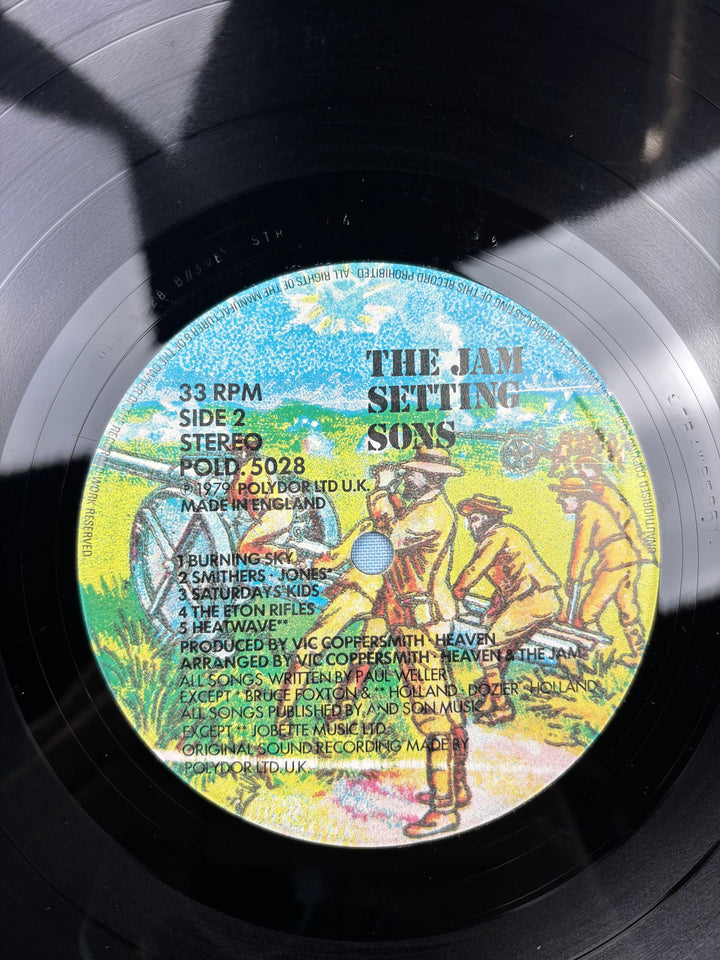 THE JAM
SETTING
SONS
33 RPM
SIDE 2
STEREO
POLD. 5028
℗ 1979 POLYDOR LTD U.K.
MADE IN ENGLAND
1 BURNING SKY
2 SMITHERS - JONES*
3 SATURDAYS KIDS
4 THE ETON RIFLES
5 HEATWAVE**
PRODUCED BY VIC COPPERSMITH - HEAVEN
ARRANGED BY VIC COPPERSMITH - HEAVEN & THE JAM
ALL SONGS WRITTEN BY PAUL WELLER
EXCEPT * BRUCE FOXTON & ** HOLLAND - DOZIER - HOLLAND
ALL SONGS PUBLISHED BY AND SON MUSIC
EXCEPT ** JOBETTE MUSIC LTD
ORIGINAL SOUND RECORDING MADE BY
POLYDOR LTD. U.K.
ALL RIGHTS OF THE MANUFACTURER & OF THE OWNER OF THE RECORDED WORK RESERVED
BROADCASTING OF THIS RECORD PROHIBITED
STRAWBERRY